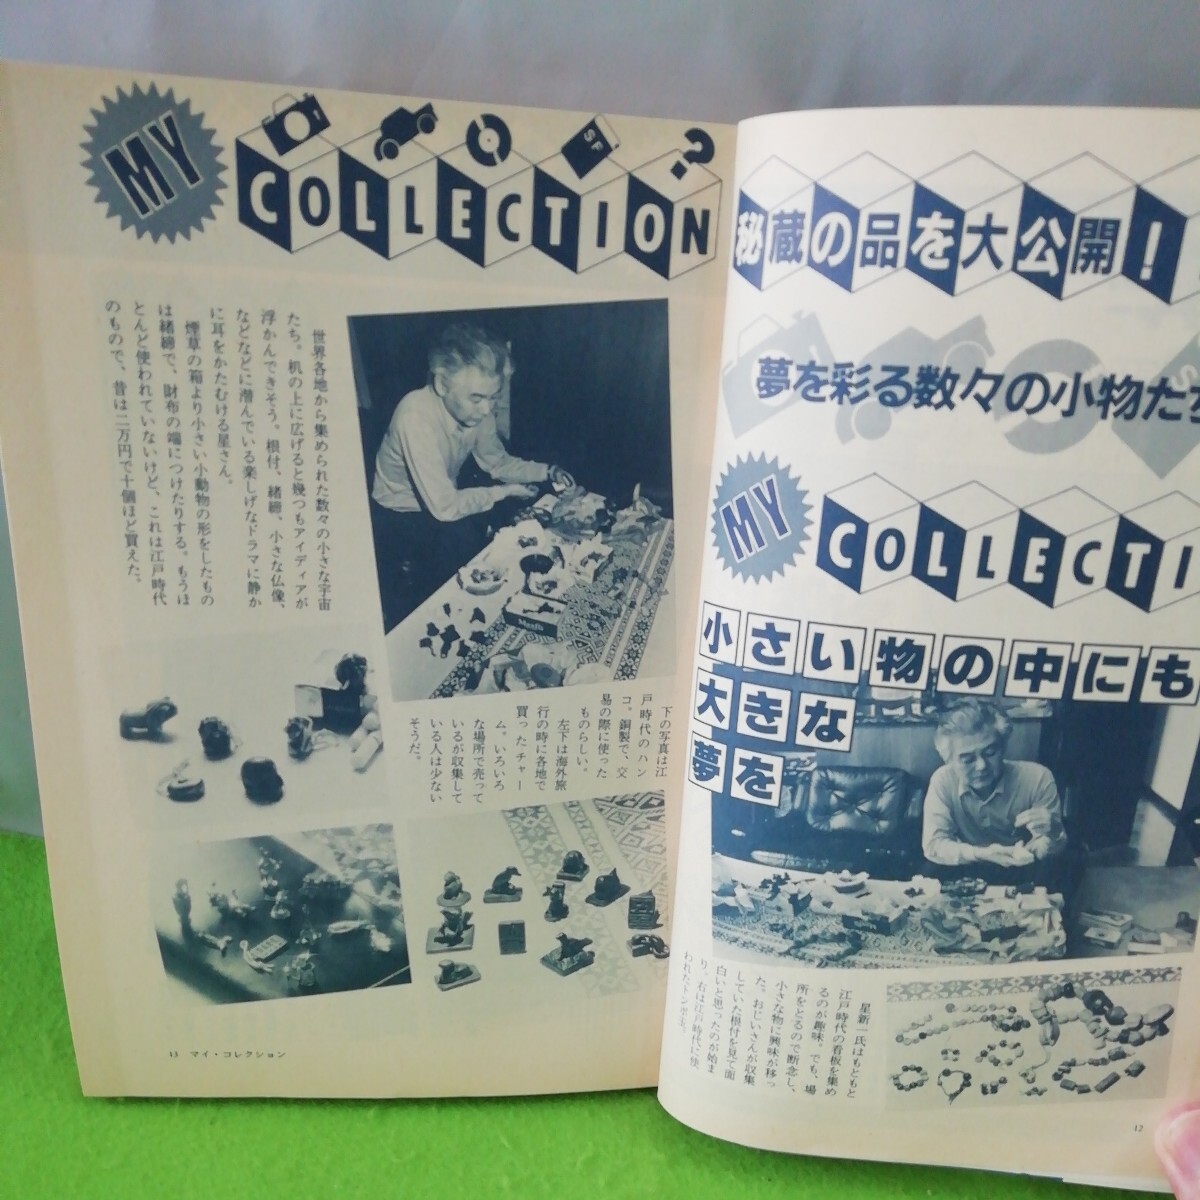 秘蔵の品を大公開!
夢を彩る数々の小物たち
MY
COLLECTI
小さい物の中にも
大きな
夢を
星新一氏はもともと
江戸時代の看板を集め
るのが趣味。でも、場
所をとるので断念し、
小さな物に興味が移っ
た。おじいさんが収集
していた根付を見て面
白いと思ったのが始ま
り。右は江戸時代に使
われたトンボ玉。
12
MY
COLLECTION
SF
?
世界各地から集められた数々の小さな宇宙
たち。机の上に広げると幾つもアイディアが
浮かんできそう。根付、緒締、小さな仏像、
などなどに潜んでいる楽しげなドラマに静か
に耳をかたむける星さん。
煙草の箱より小さい小動物の形をしたもの
は緒締で、財布の端につけたりする。もうほ
とんど使われていないけど、これは江戸時代
のもので、昔は二万円で十個ほど買えた。
下の写真は江
戸時代のハン
コ。銅製で、交
易の際に使った
ものらしい。
左下は海外旅
行の時に各地で
買ったチャー
ム。いろいろ
な場所で売って
いるが収集して
いる人は少ない
そうだ。
13 マイ・コレクション